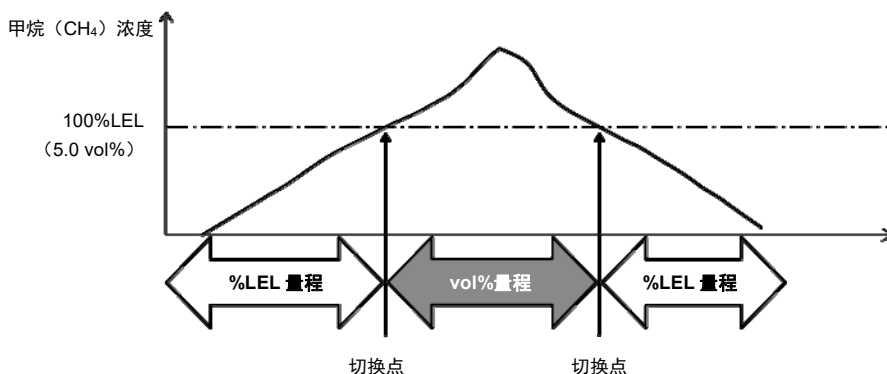 甲烷（CH₄）浓度
100%LEL
（5.0 vol%）
%LEL 量程
vol%量程
%LEL 量程
切换点
切换点